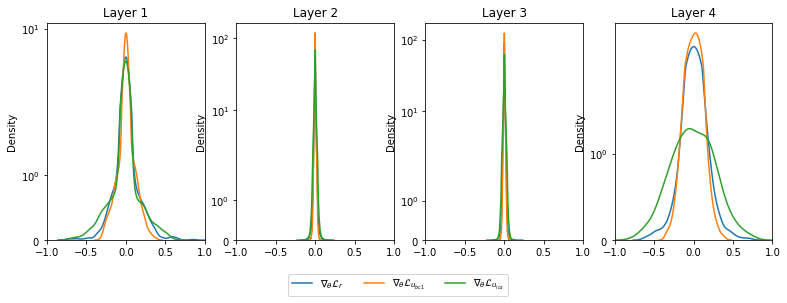 Layer 1 Layer 2 Layer 3 Layer 4
10¹ 10² 10² 
10¹ 10¹
10⁰ 10⁰ 10⁰ 10⁰
0 0 0 0
Density Density Density Density
−1.0 −0.5 0.0 0.5 1.0 −1.0 −0.5 0.0 0.5 1.0 −1.0 −0.5 0.0 0.5 1.0 −1.0 −0.5 0.0 0.5 1.0
∇θℒr ∇θℒu_bc1 ∇θℒu_ics